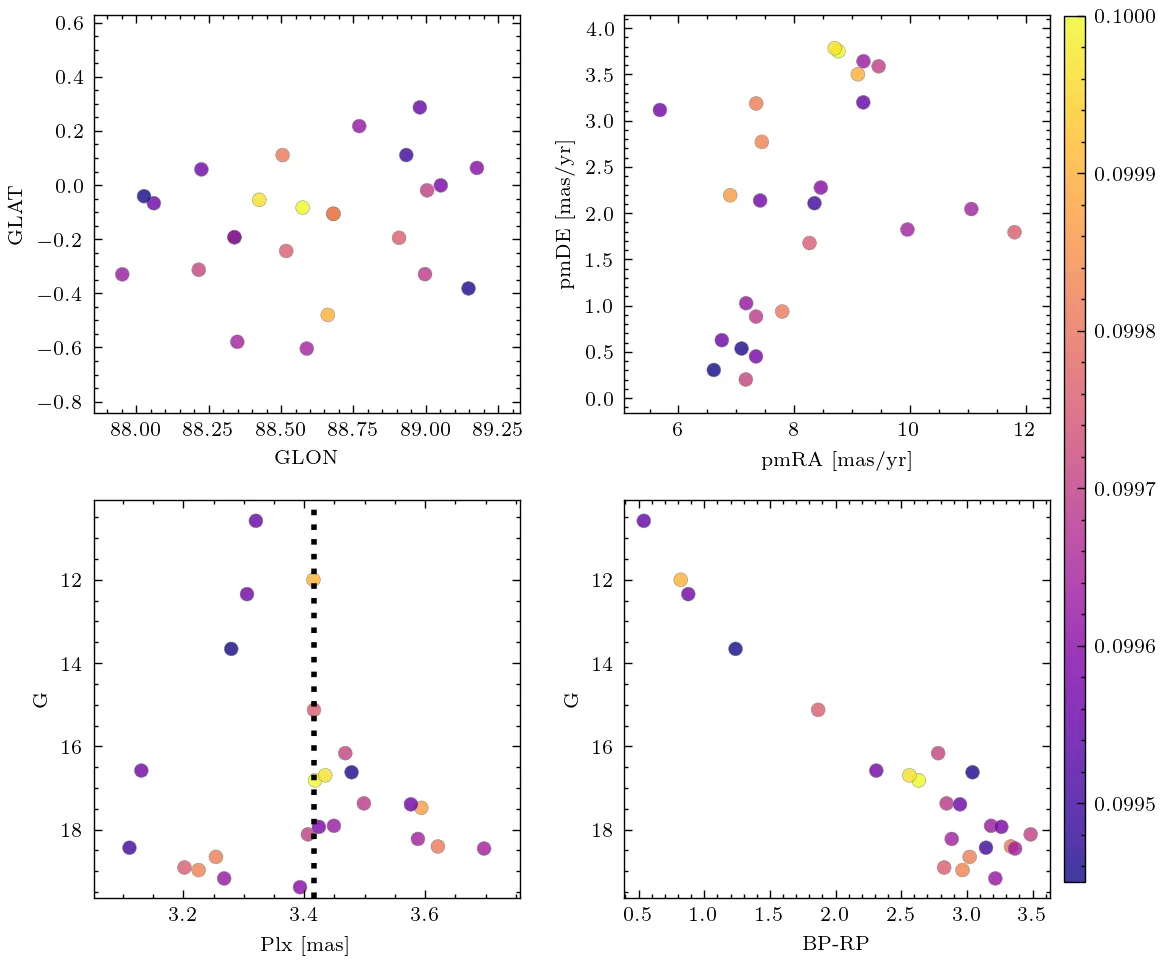 0.6
0.4
0.2
0.0
−0.2
−0.4
−0.6
−0.8
GLAT
88.00 88.25 88.50 88.75 89.00 89.25
GLON
4.0
3.5
3.0
2.5
2.0
1.5
1.0
0.5
0.0
pmDE [mas/yr]
6 8 10 12
pmRA [mas/yr]
12
14
16
18
G
3.2 3.4 3.6
Plx [mas]
12
14
16
18
G
0.5 1.0 1.5 2.0 2.5 3.0 3.5
BP-RP
0.1000
0.0999
0.0998
0.0997
0.0996
0.0995